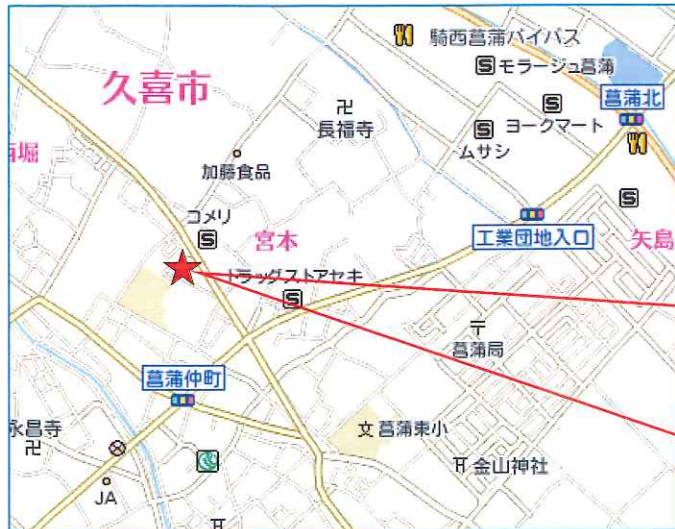 騎西菖蒲バイパス
S モラージュ菖蒲
久喜市
菖蒲北
卍
長福寺
S
ヨークマート
S
ムサシ
加藤食品
堀
コメリ
S
S
宮本
工業団地入口
矢島
ドラッグストアセキ
S
〒
菖蒲局
菖蒲仲町
永昌寺
卍
文 菖蒲東小
金山神社
JA